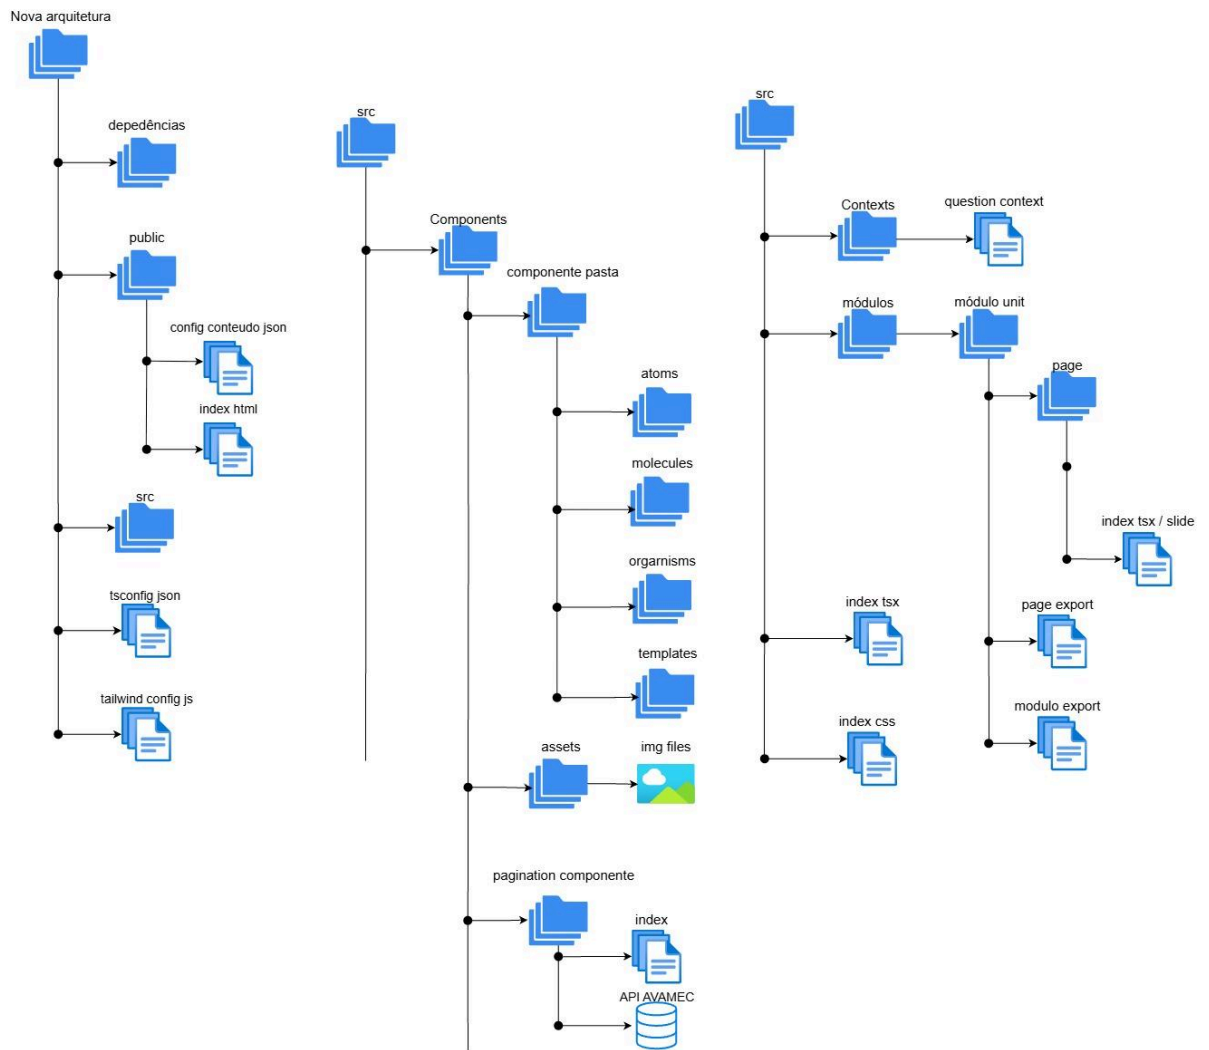 Nova arquitetura
depedências
public
config conteudo json
index html
src
tsconfig json
tailwind config js
src
Components
componente pasta
atoms
molecules
orgarnisms
templates
assets
img files
pagination componente
index
API AVAMEC
src
Contexts
question context
módulos
módulo unit
page
index tsx / slide
index tsx
page export
index css
modulo export